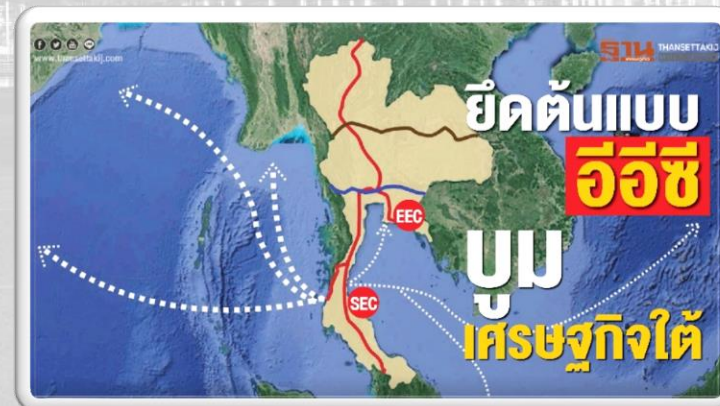 www.thansettakij.com
ฐาน THANSETTAKIJ
ยึดต้นแบบ
อีอีซี
บูม
เศรษฐกิจใต้
EEC
SEC